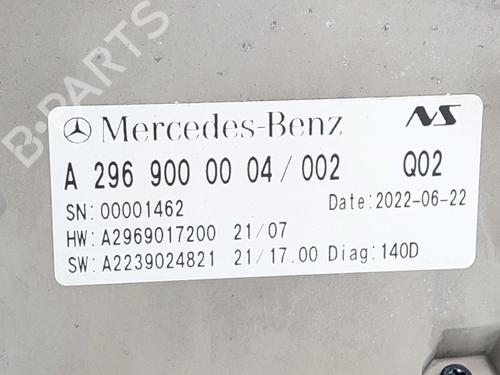 Mercedes-Benz NS
A 296 900 00 04/002 Q02
SN: 00001462 Date: 2022-06-22
HW: A2969017200 21/07
SW: A2239024821 21/17.00 Diag: 140D
B-PARTS